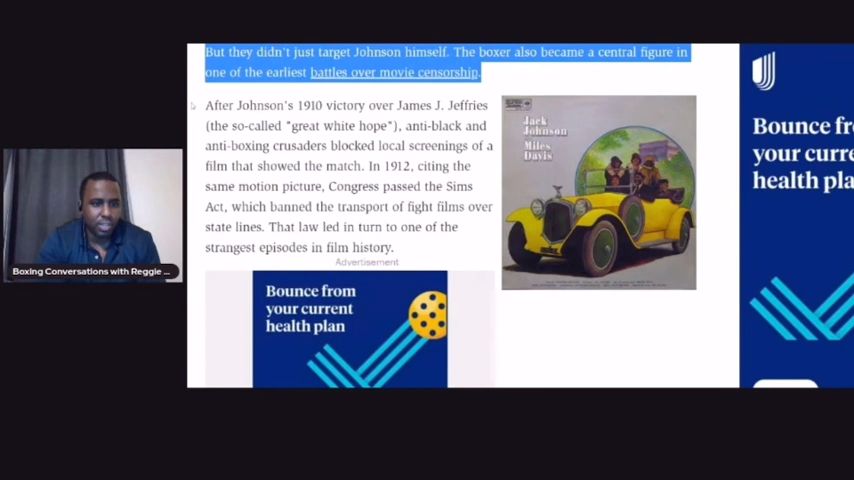 But they didn't just target Johnson himself. The boxer also became a central figure in
one of the earliest battles over movie censorship.
After Johnson's 1910 victory over James J. Jeffries
(the so-called "great white hope"), anti-black and
anti-boxing crusaders blocked local screenings of a
film that showed the match. In 1912, citing the
same motion picture, Congress passed the Sims
Act, which banned the transport of fight films over
state lines. That law led in turn to one of the
strangest episodes in film history.
Jack
Johnson
Miles
Davis
Advertisement
Bounce from
your current
health plan
Bounce fr
your curre
health pla
Boxing Conversations with Reggie ...